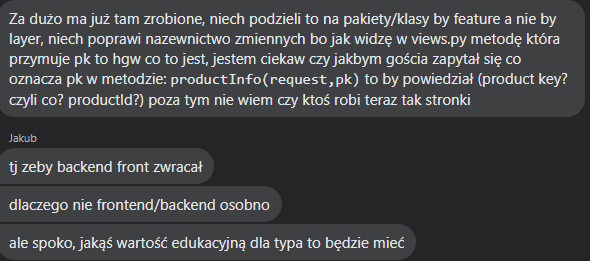 Za dużo ma już tam zrobione, niech podzieli to na
pakiety/klasy by feature a nie by
layer, niech poprawi nazewnictwo zmiennych bo jak widzę w views.py metodę która
przyjmuje pk to hgw co to jest, jestem ciekaw czy jakbym gościa zapytał się co
oznacza pk w metodzie: productInfo(request,pk) to by powiedział (product key?
czyli co? productId?) poza tym nie wiem czy ktoś robi teraz tak stronki
Jakub
tj zeby backend front zwracał
dlaczego nie frontend/backend osobno
ale spoko, jakąś wartość edukacyjną dla typa to będzie mieć